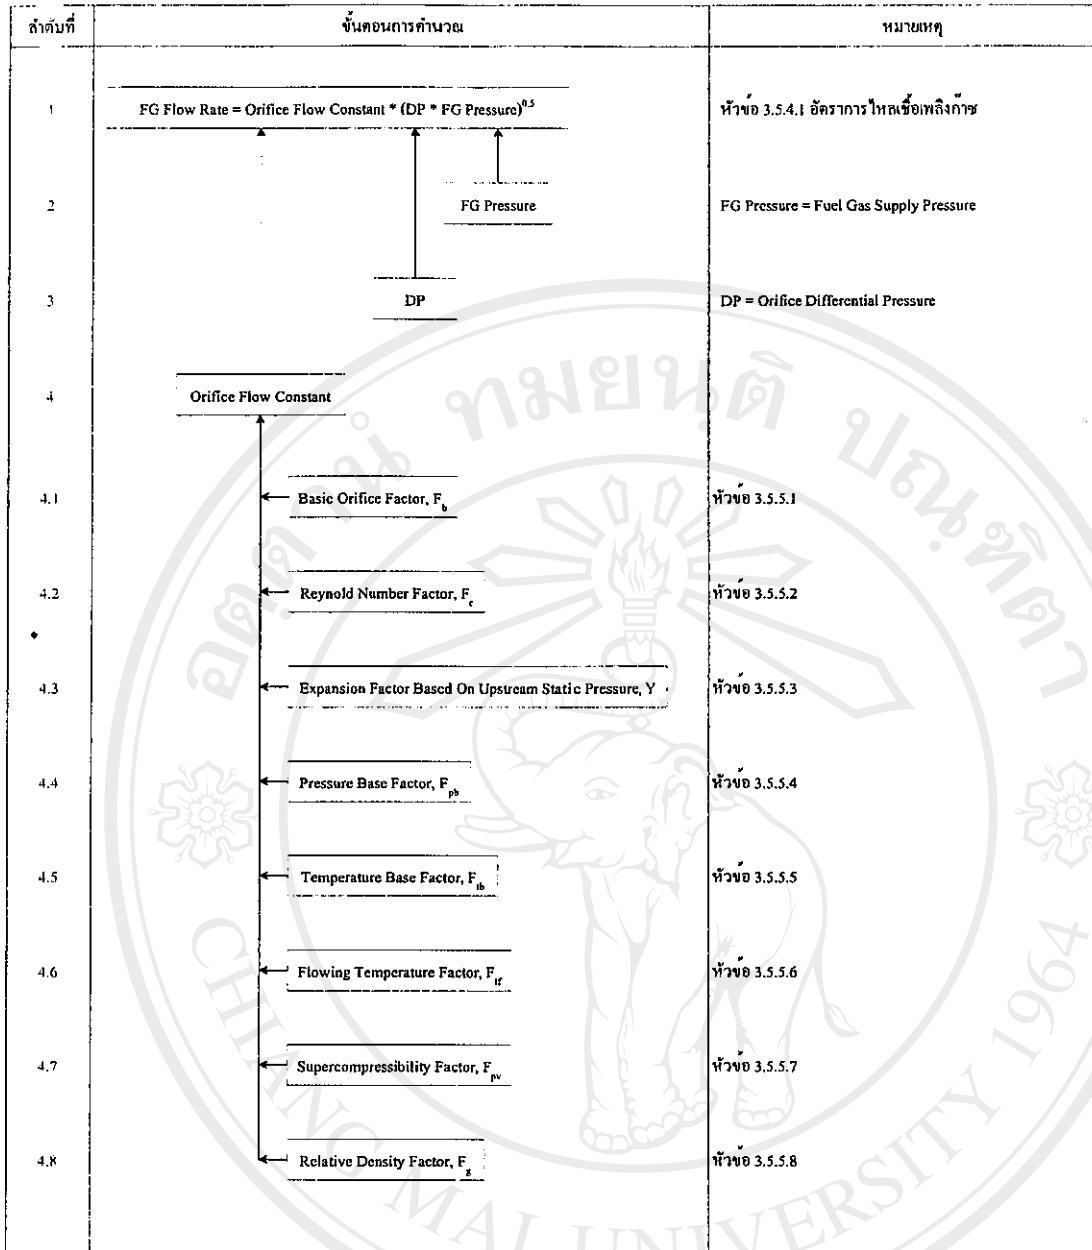 ลำดับที่ ขั้นตอนการคำนวณ หมายเหตุ
1 FG Flow Rate = Orifice Flow Constant * (DP * FG Pressure)^0.5 หัวข้อ 3.5.4.1 อัตราการไหลเชื้อเพลิงก๊าซ
2 FG Pressure FG Pressure = Fuel Gas Supply Pressure
3 DP DP = Orifice Differential Pressure
4 Orifice Flow Constant
4.1 Basic Orifice Factor, F_b หัวข้อ 3.5.5.1
4.2 Reynold Number Factor, F_r หัวข้อ 3.5.5.2
4.3 Expansion Factor Based On Upstream Static Pressure, Y หัวข้อ 3.5.5.3
4.4 Pressure Base Factor, F_pb หัวข้อ 3.5.5.4
4.5 Temperature Base Factor, F_tb หัวข้อ 3.5.5.5
4.6 Flowing Temperature Factor, F_tf หัวข้อ 3.5.5.6
4.7 Supercompressibility Factor, F_pv หัวข้อ 3.5.5.7
4.8 Relative Density Factor, F_g หัวข้อ 3.5.5.8
CHIANG MAI UNIVERSITY 1964